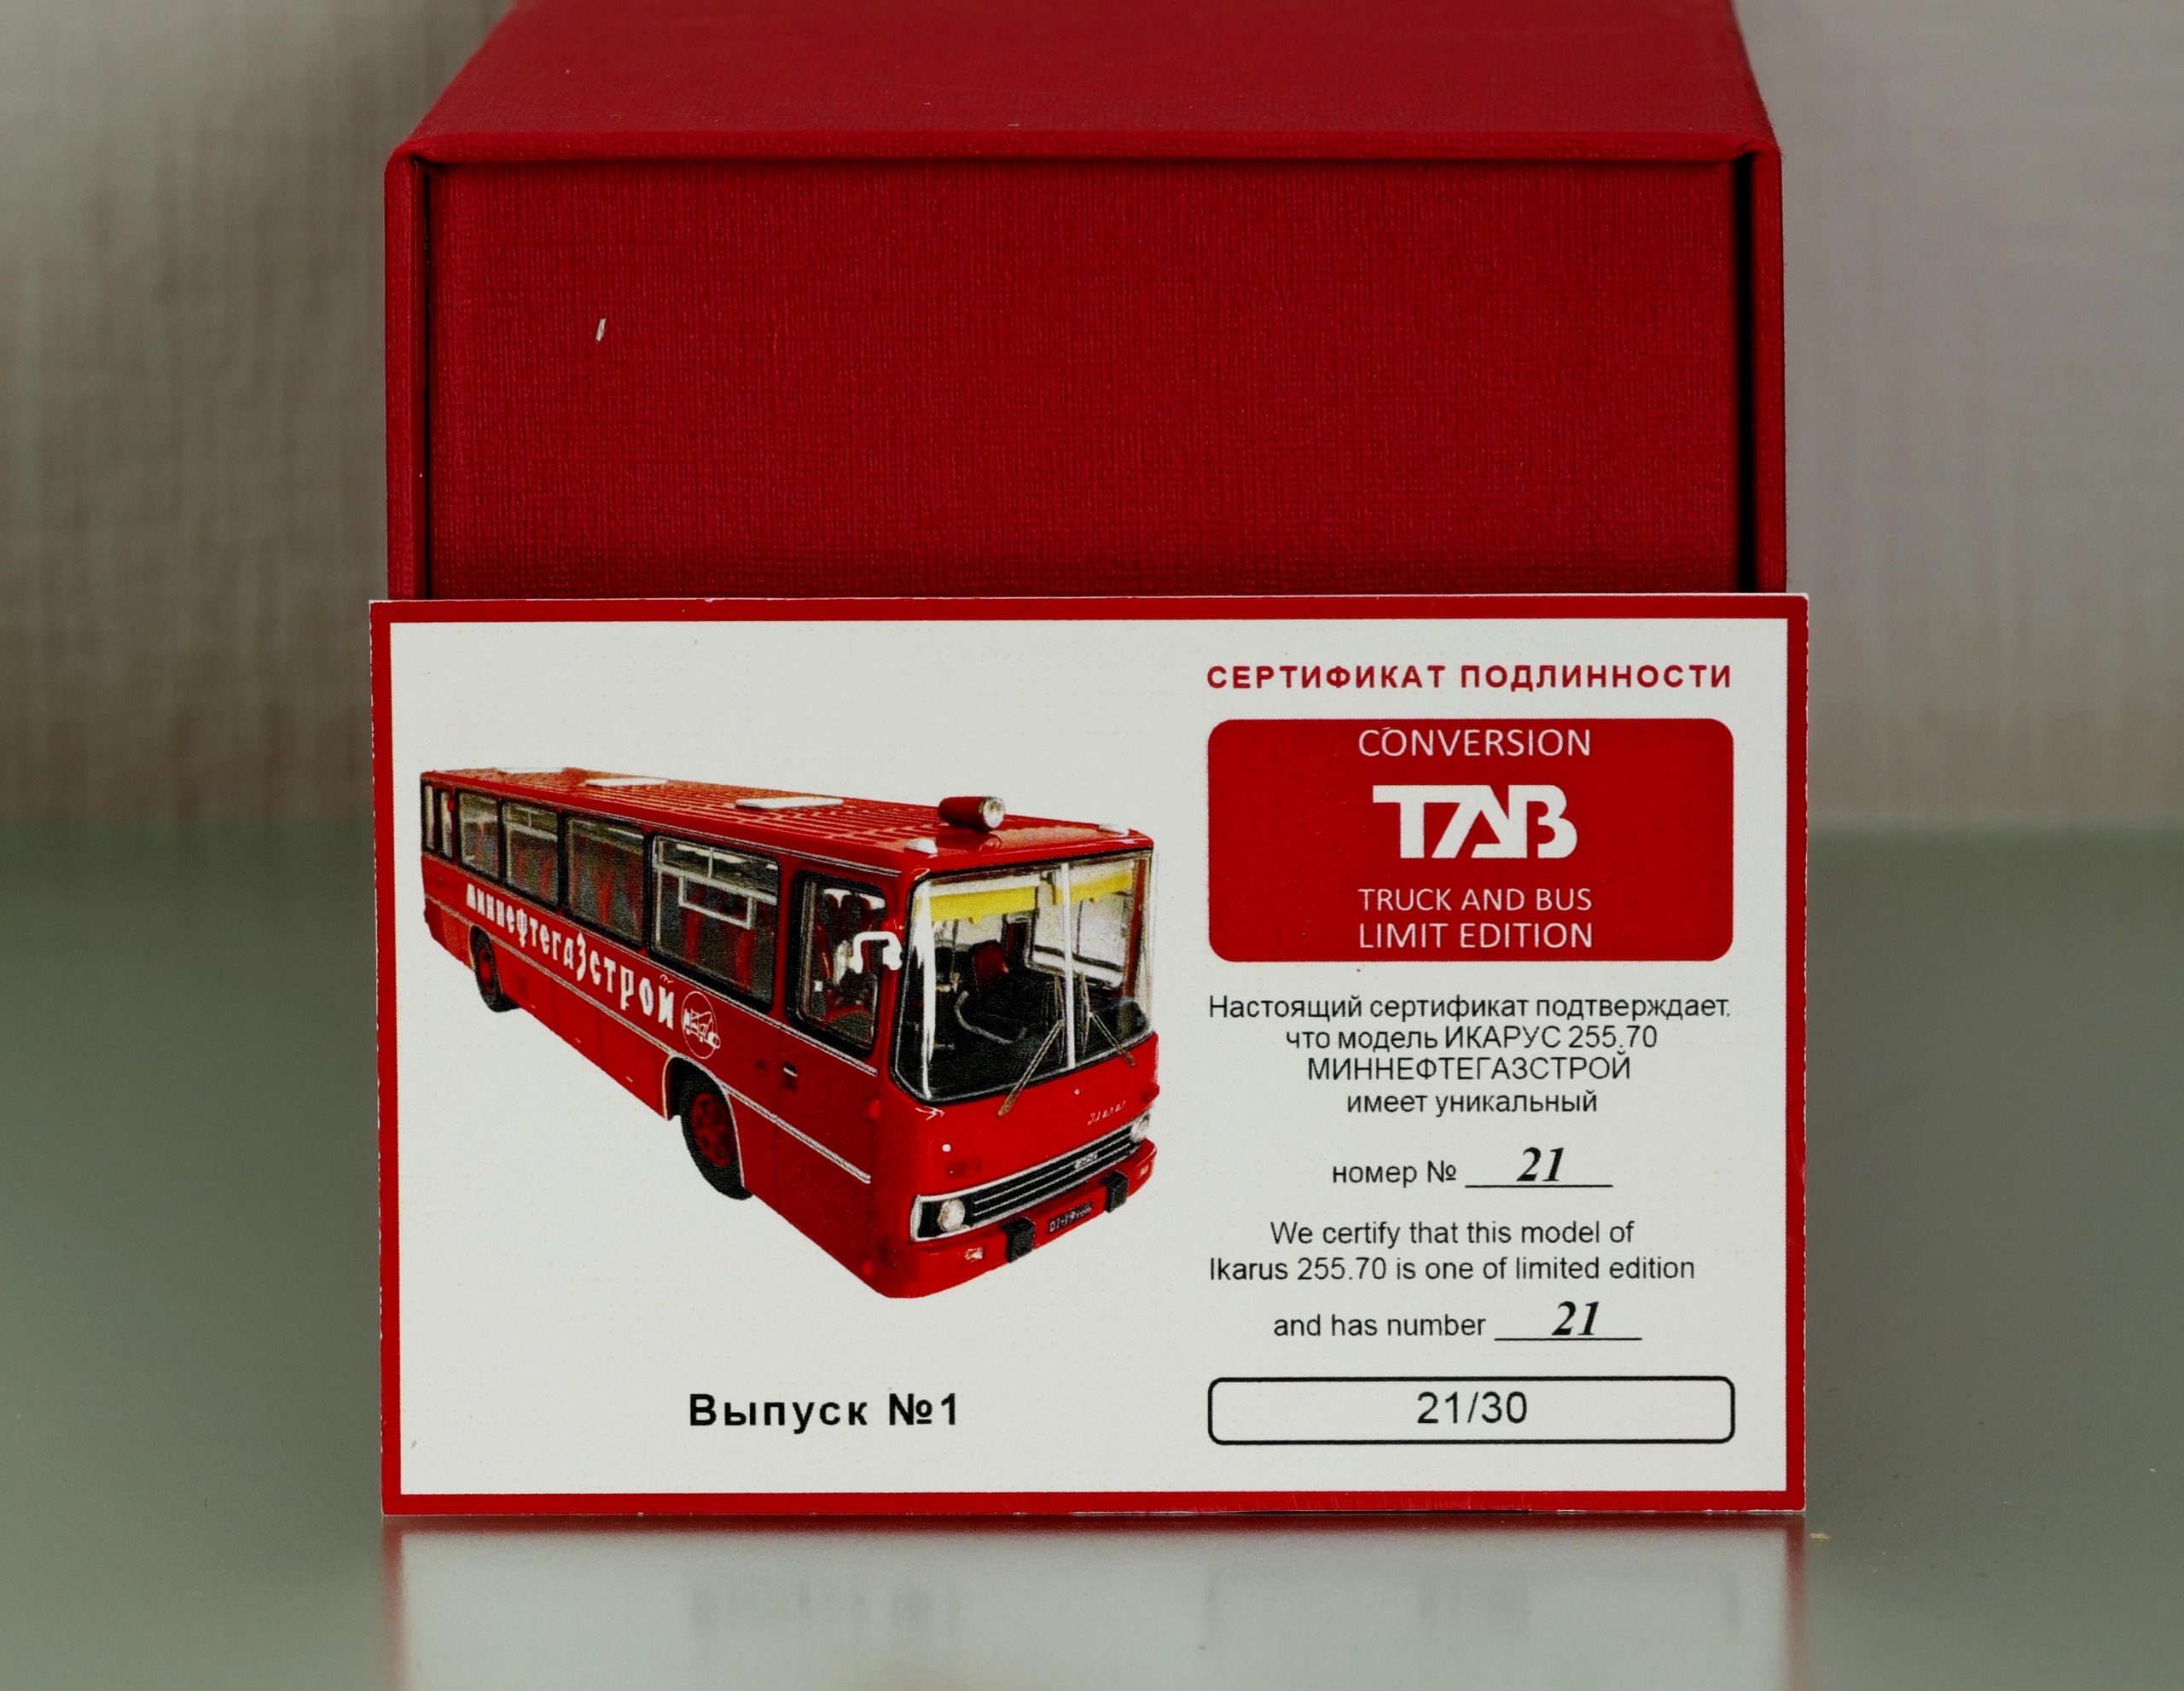 СЕРТИФИКАТ ПОДЛИННОСТИ
CONVERSION
TAB
TRUCK AND BUS
LIMIT EDITION
Настоящий сертификат подтверждает,
что модель ИКАРУС 255.70
МИННЕФТЕГАЗСТРОЙ
имеет уникальный
номер № 21
We certify that this model of
Ikarus 255.70 is one of limited edition
and has number 21
21/30
миннефтегазстрой
Выпуск №1